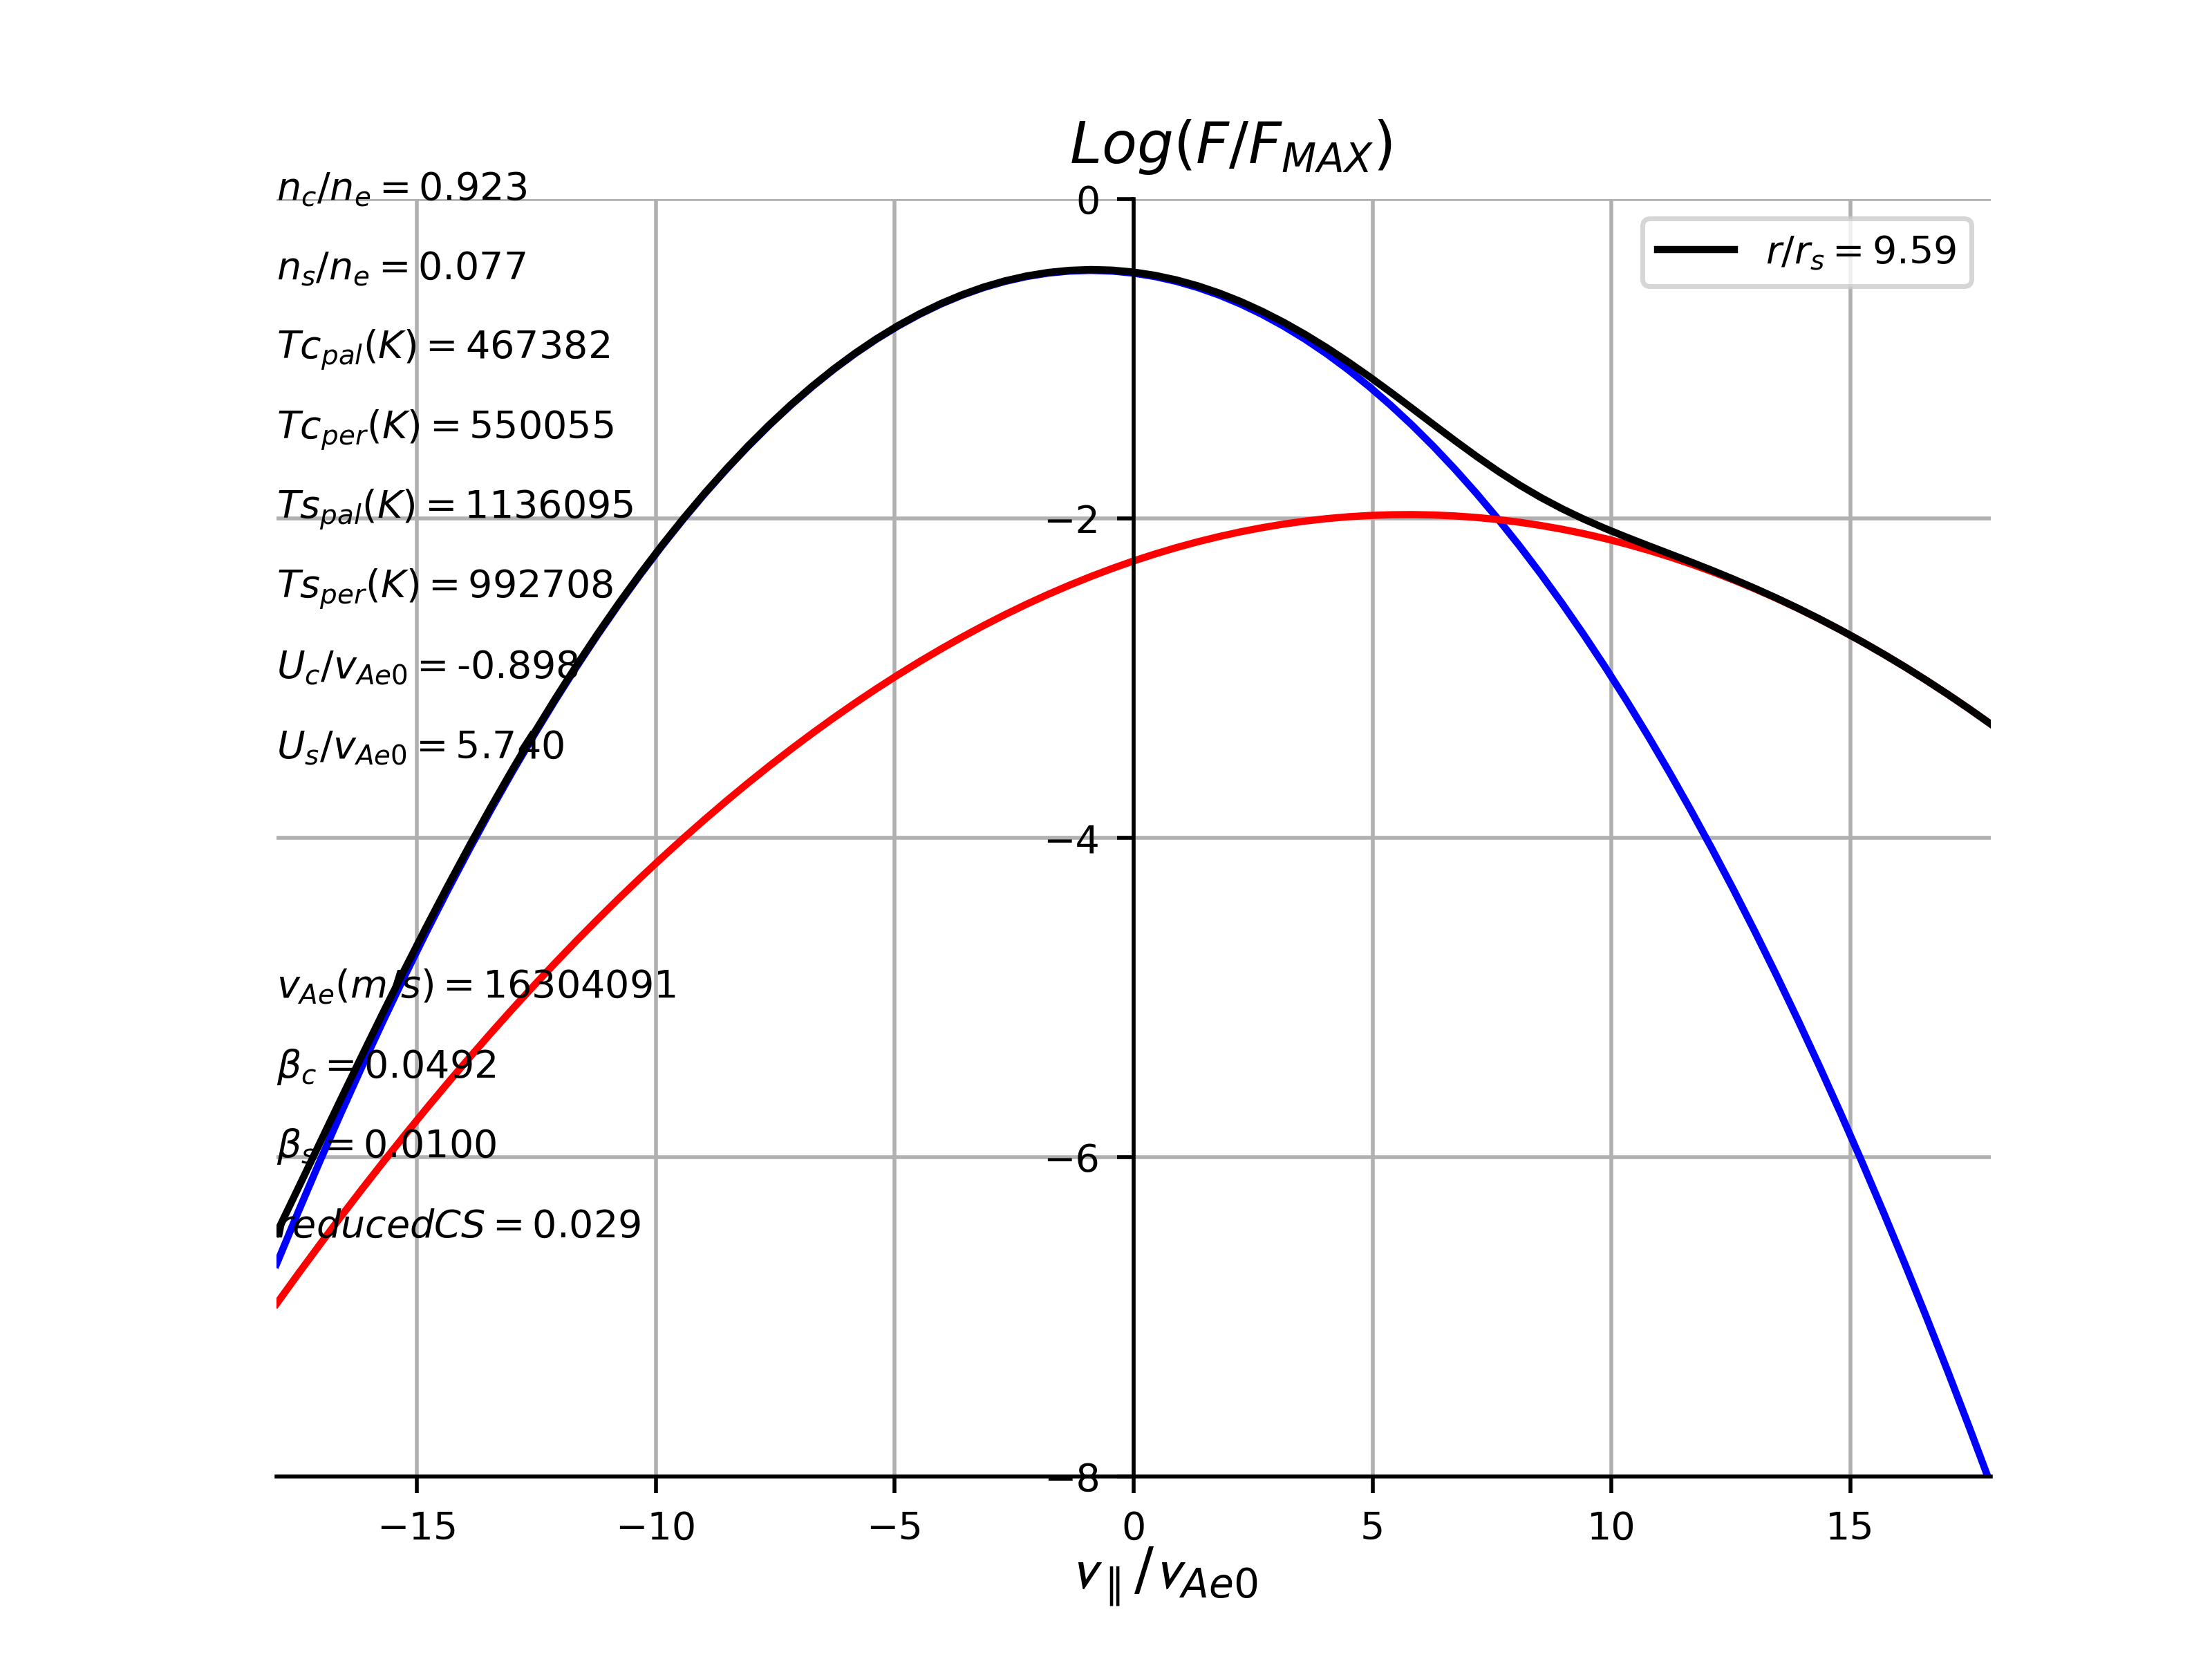 Log(F/F_MAX)
n_c/n_e = 0.923
0
r/r_s = 9.59
n_s/n_e = 0.077
Tc_pal(K) = 467382
Tc_per(K) = 550055
Ts_pal(K) = 1136095
−2
Ts_per(K) = 992708
U_c/v_Ae0 = -0.898
U_s/v_Ae0 = 5.740
−4
v_Ae(m/s) = 16304091
β_c = 0.0492
β_s = 0.0100
−6
reducedCS = 0.029
−8
−15 −10 −5 0 5 10 15
v_∥/v_Ae0